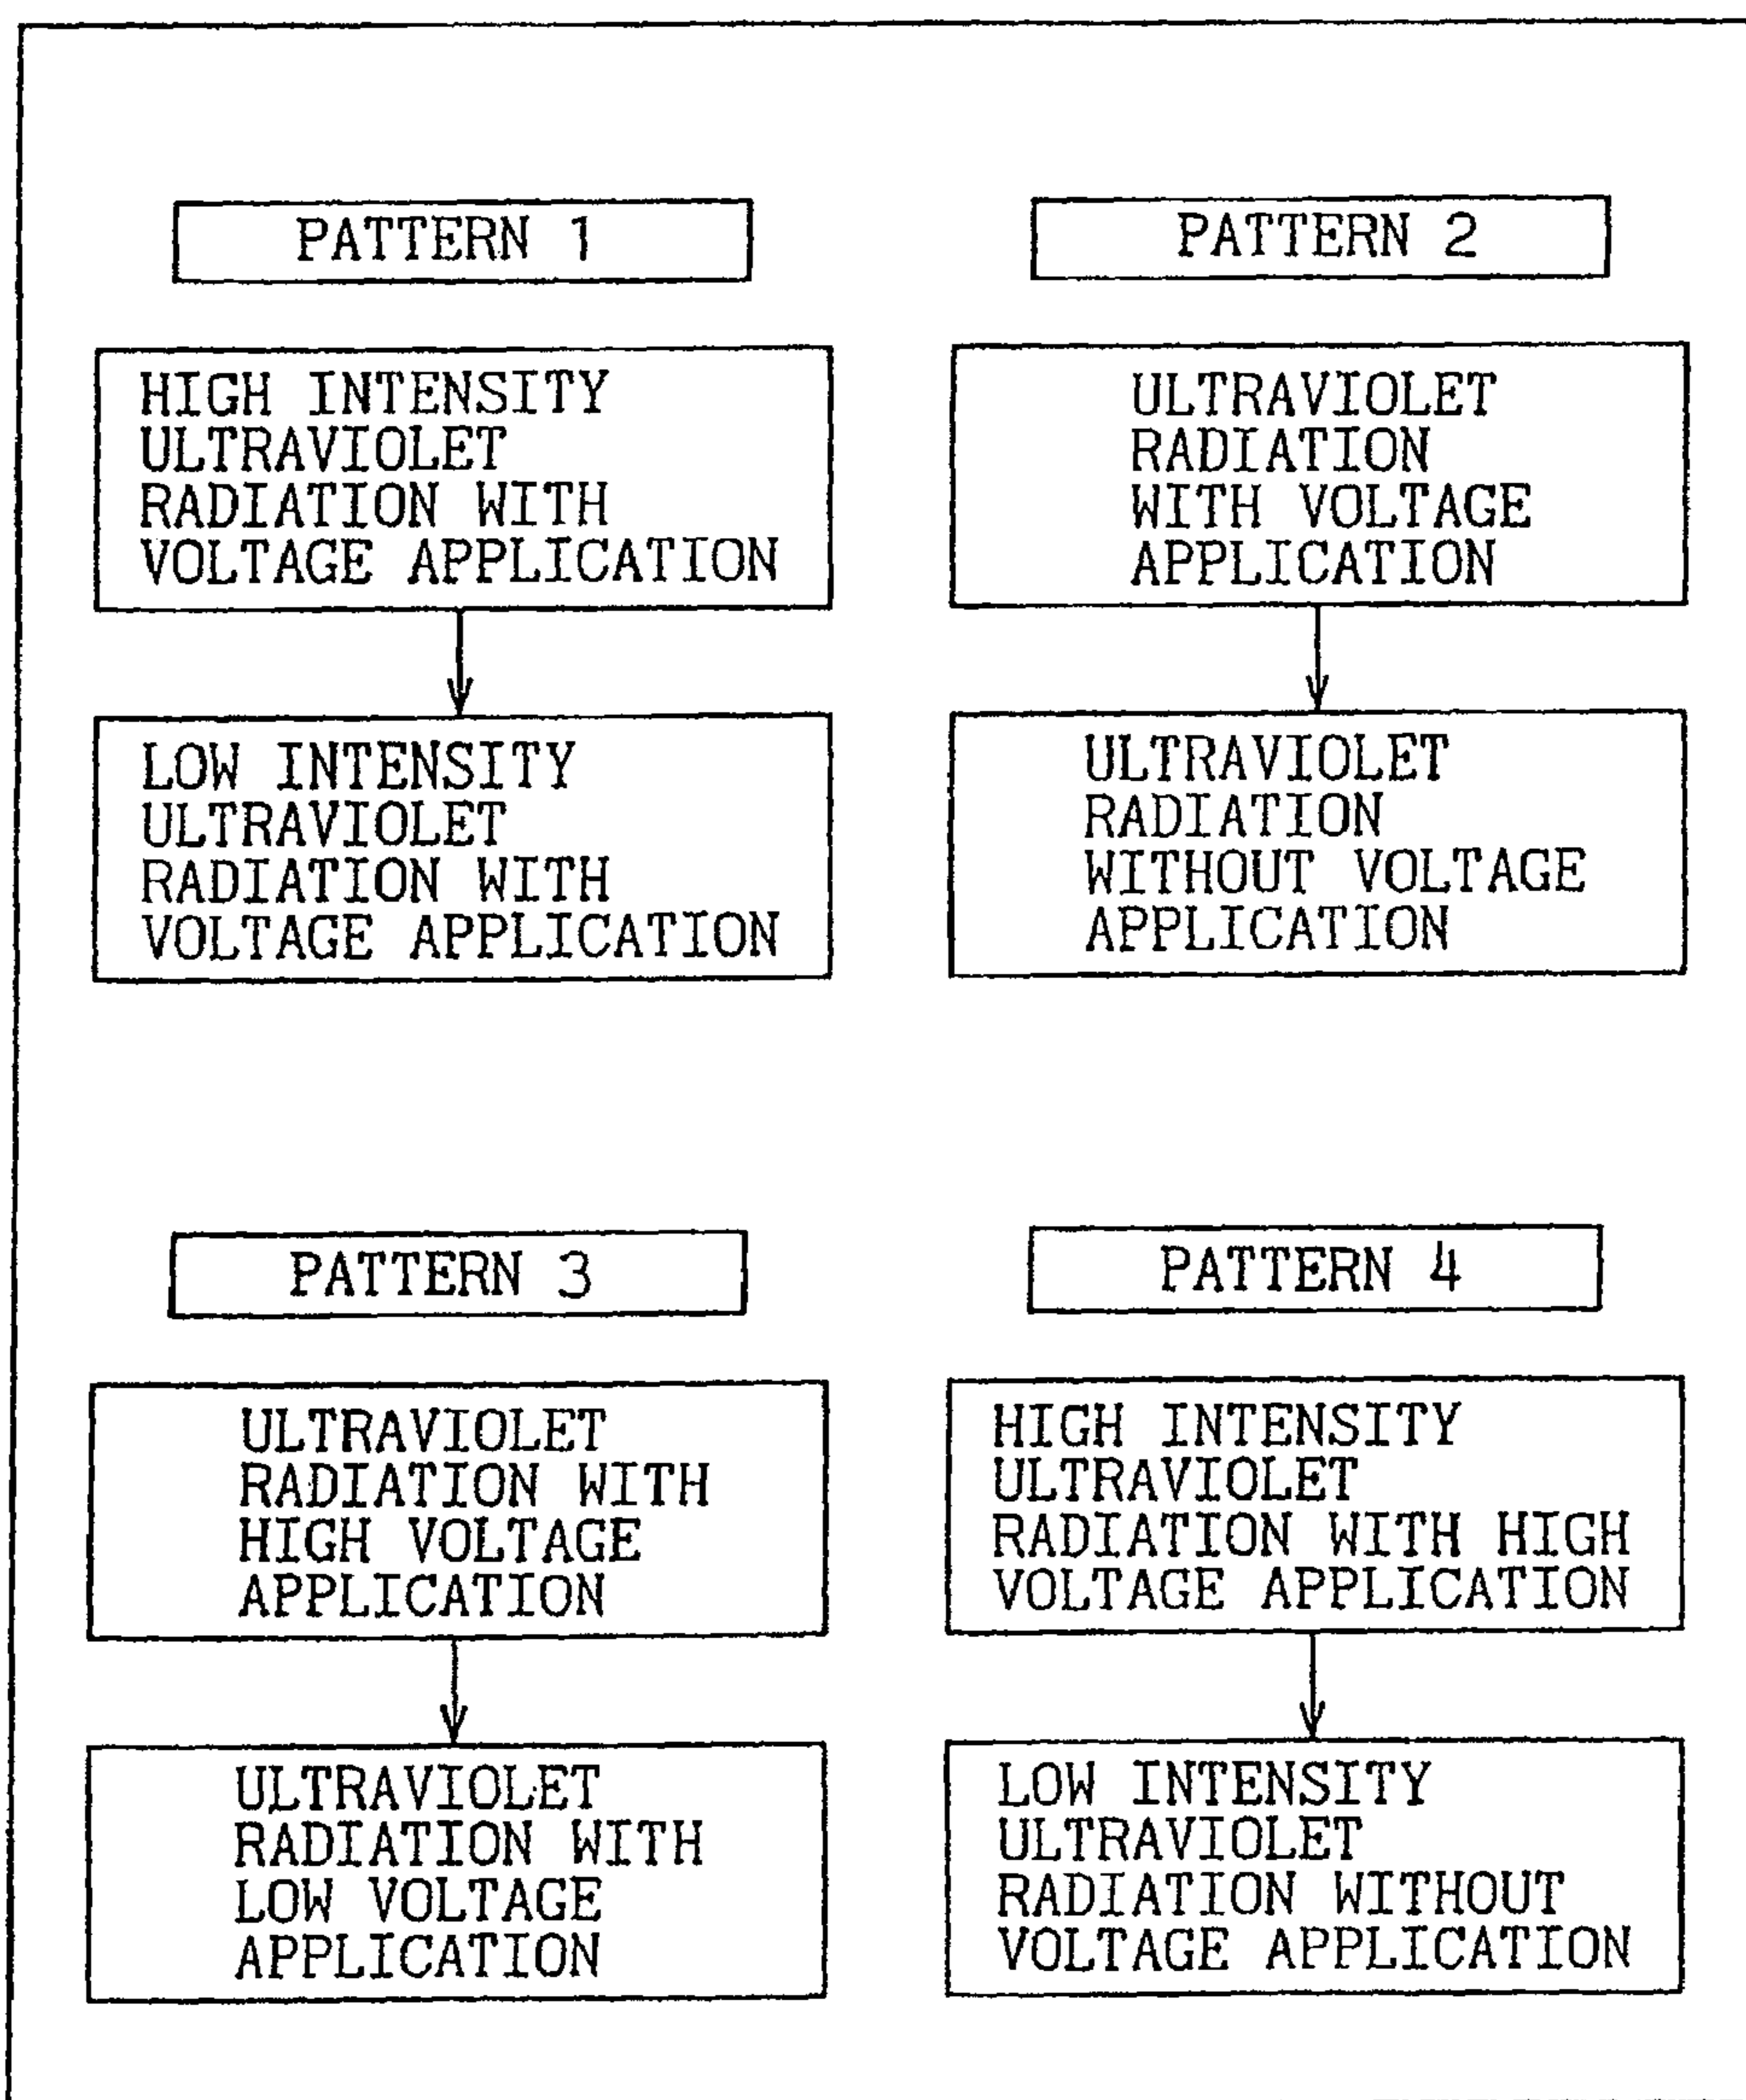 PATTERN 1
HIGH INTENSITY
ULTRAVIOLET
RADIATION WITH
VOLTAGE APPLICATION
LOW INTENSITY
ULTRAVIOLET
RADIATION WITH
VOLTAGE APPLICATION
PATTERN 2
ULTRAVIOLET
RADIATION
WITH VOLTAGE
APPLICATION
ULTRAVIOLET
RADIATION
WITHOUT VOLTAGE
APPLICATION
PATTERN 3
ULTRAVIOLET
RADIATION WITH
HIGH VOLTAGE
APPLICATION
ULTRAVIOLET
RADIATION WITH
LOW VOLTAGE
APPLICATION
PATTERN 4
HIGH INTENSITY
ULTRAVIOLET
RADIATION WITH HIGH
VOLTAGE APPLICATION
LOW INTENSITY
ULTRAVIOLET
RADIATION WITHOUT
VOLTAGE APPLICATION